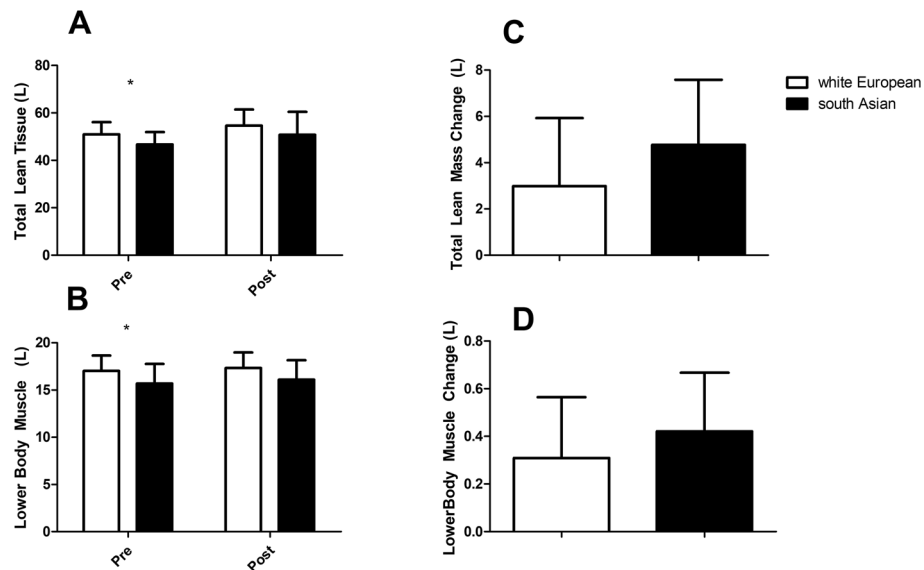 A
Total Lean Tissue (L)
80
60
40
20
0
*
Pre
Post
B
Lower Body Muscle (L)
20
15
10
5
0
*
Pre
Post
C
Total Lean Mass Change (L)
8
6
4
2
0
white European
south Asian
D
LowerBody Muscle Change (L)
0.8
0.6
0.4
0.2
0.0